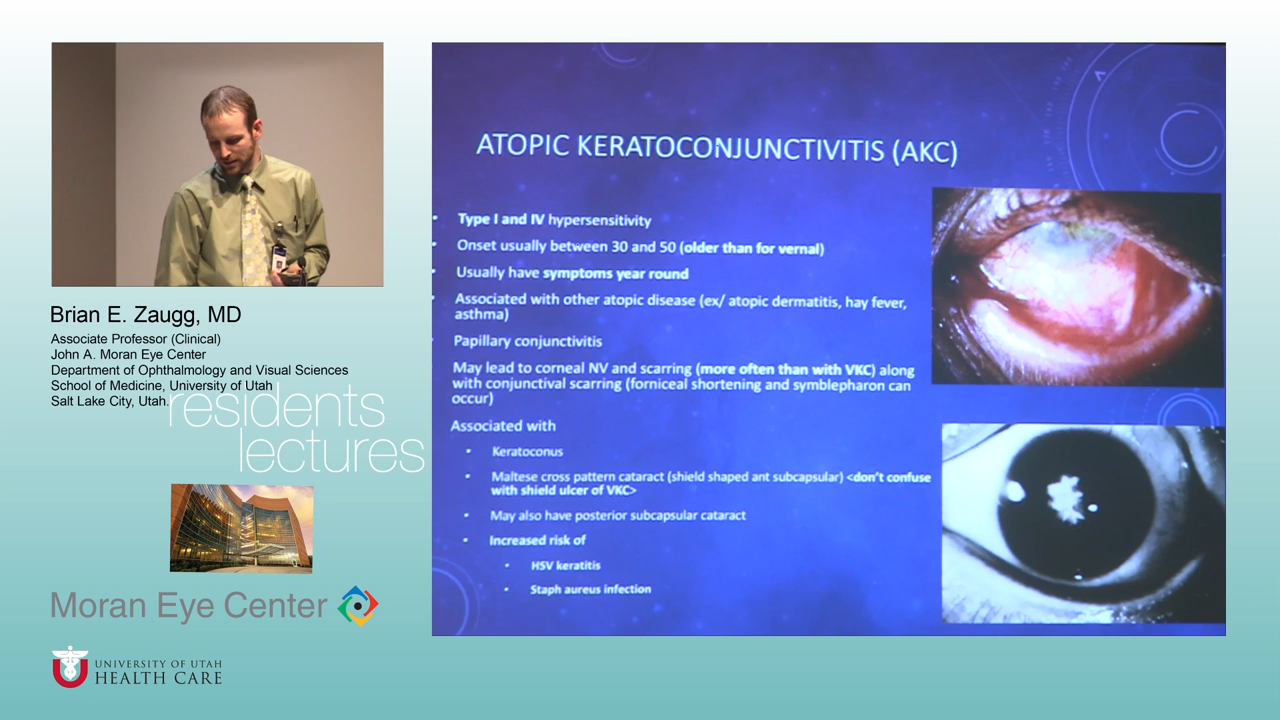 Brian E. Zaugg, MD
Associate Professor (Clinical)
John A. Moran Eye Center
Department of Ophthalmology and Visual Sciences
School of Medicine, University of Utah
Salt Lake City, Utah.
residents
lectures
Moran Eye Center
UNIVERSITY OF UTAH
HEALTH CARE
ATOPIC KERATOCONJUNCTIVITIS (AKC)
• Type I and IV hypersensitivity
• Onset usually between 30 and 50 (older than for vernal)
• Usually have symptoms year round
• Associated with other atopic disease (ex/ atopic dermatitis, hay fever,
asthma)
• Papillary conjunctivitis
May lead to corneal NV and scarring (more often than with VKC) along
with conjunctival scarring (forniceal shortening and symblepharon can
occur)
Associated with
• Keratoconus
• Maltese cross pattern cataract (shield shaped ant subcapsular) <don't confuse
with shield ulcer of VKC>
• May also have posterior subcapsular cataract
• Increased risk of
• HSV keratitis
• Staph aureus infection